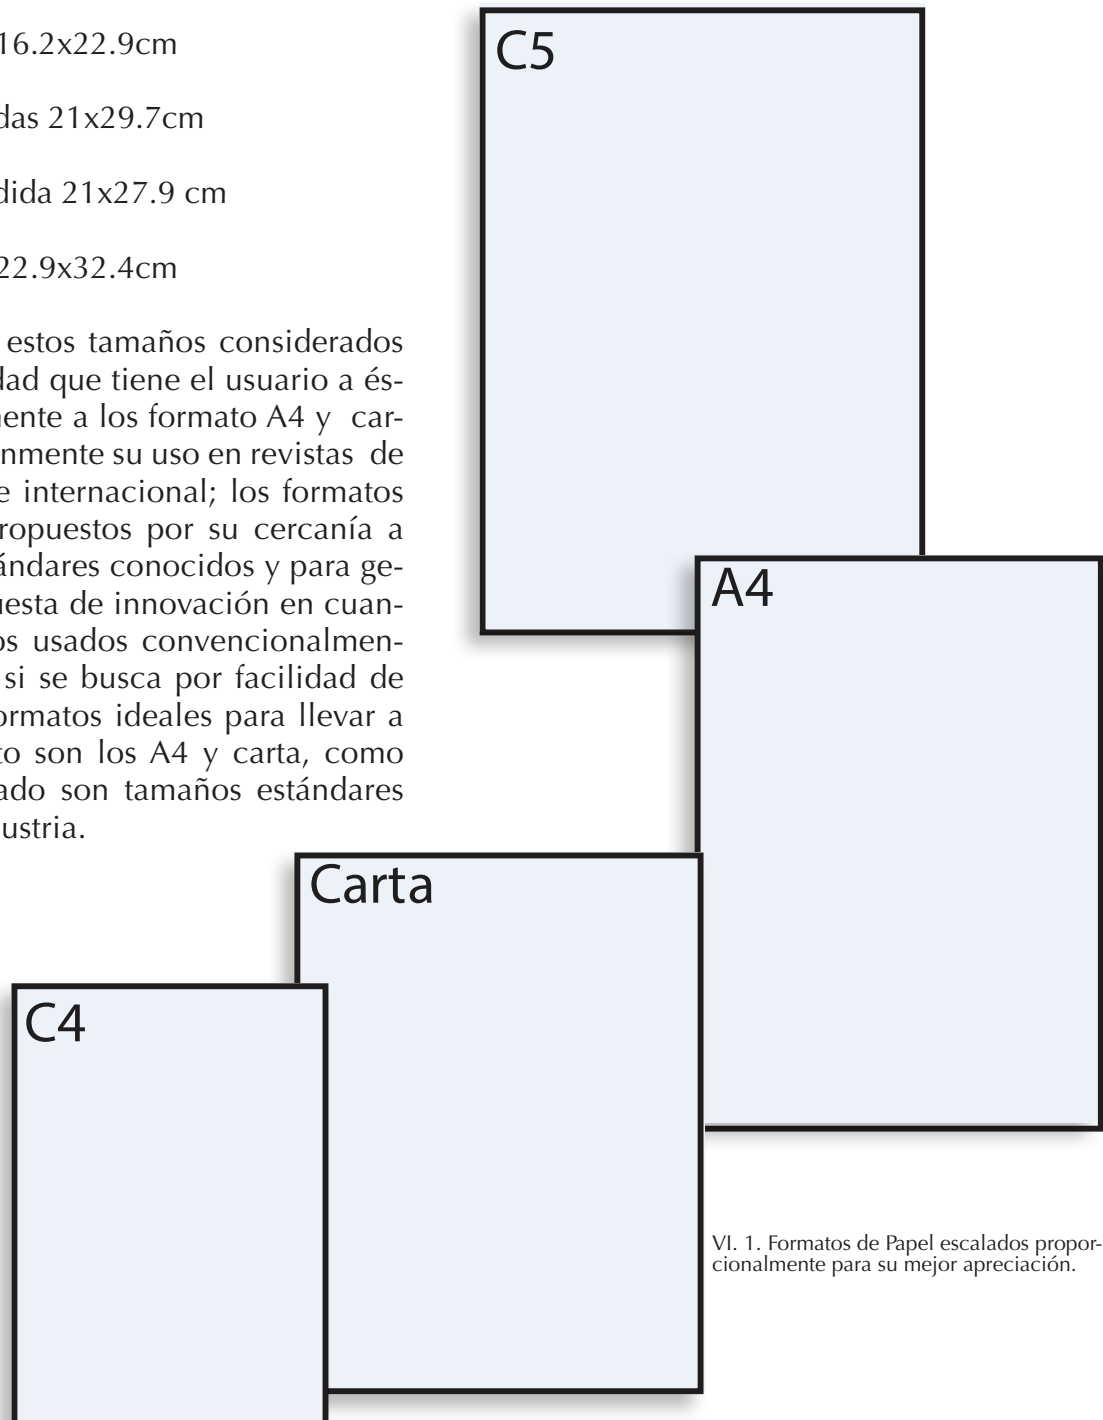 16.2x22.9cm
das 21x29.7cm
dida 21x27.9 cm
22.9x32.4cm
estos tamaños considerados
dad que tiene el usuario a és-
mente a los formato A4 y  car-
nmente su uso en revistas  de
e internacional; los formatos
ropuestos por su cercanía a
ándares conocidos y para ge-
uesta de innovación en cuan-
os usados convencionalmen-
si se busca por facilidad de
ormatos ideales para llevar a
to son los A4 y carta, como
ado son tamaños estándares
ustria.
C5
A4
Carta
C4
VI. 1. Formatos de Papel escalados propor-
cionalmente para su mejor apreciación.